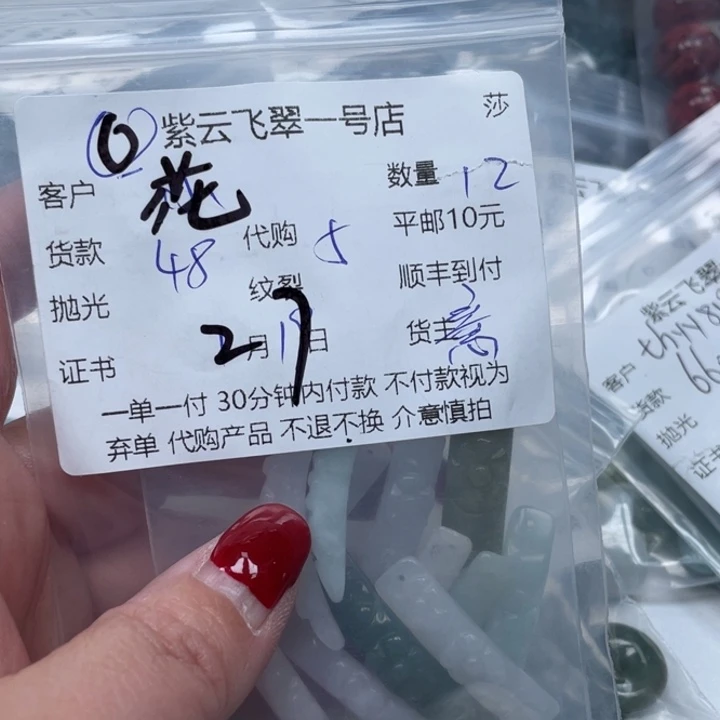 0 紫云飞翠一号店 莎
客户 花 数量 12
货款 48 代购 5 平邮10元
抛光 纹裂 顺丰到付
证书 月 日 货主
27
一单一付 30分钟内付款 不付款视为
弃单 代购产品 不退不换 介意慎拍
紫云飞翠
客户 thyy8
货款 66
抛光
证书